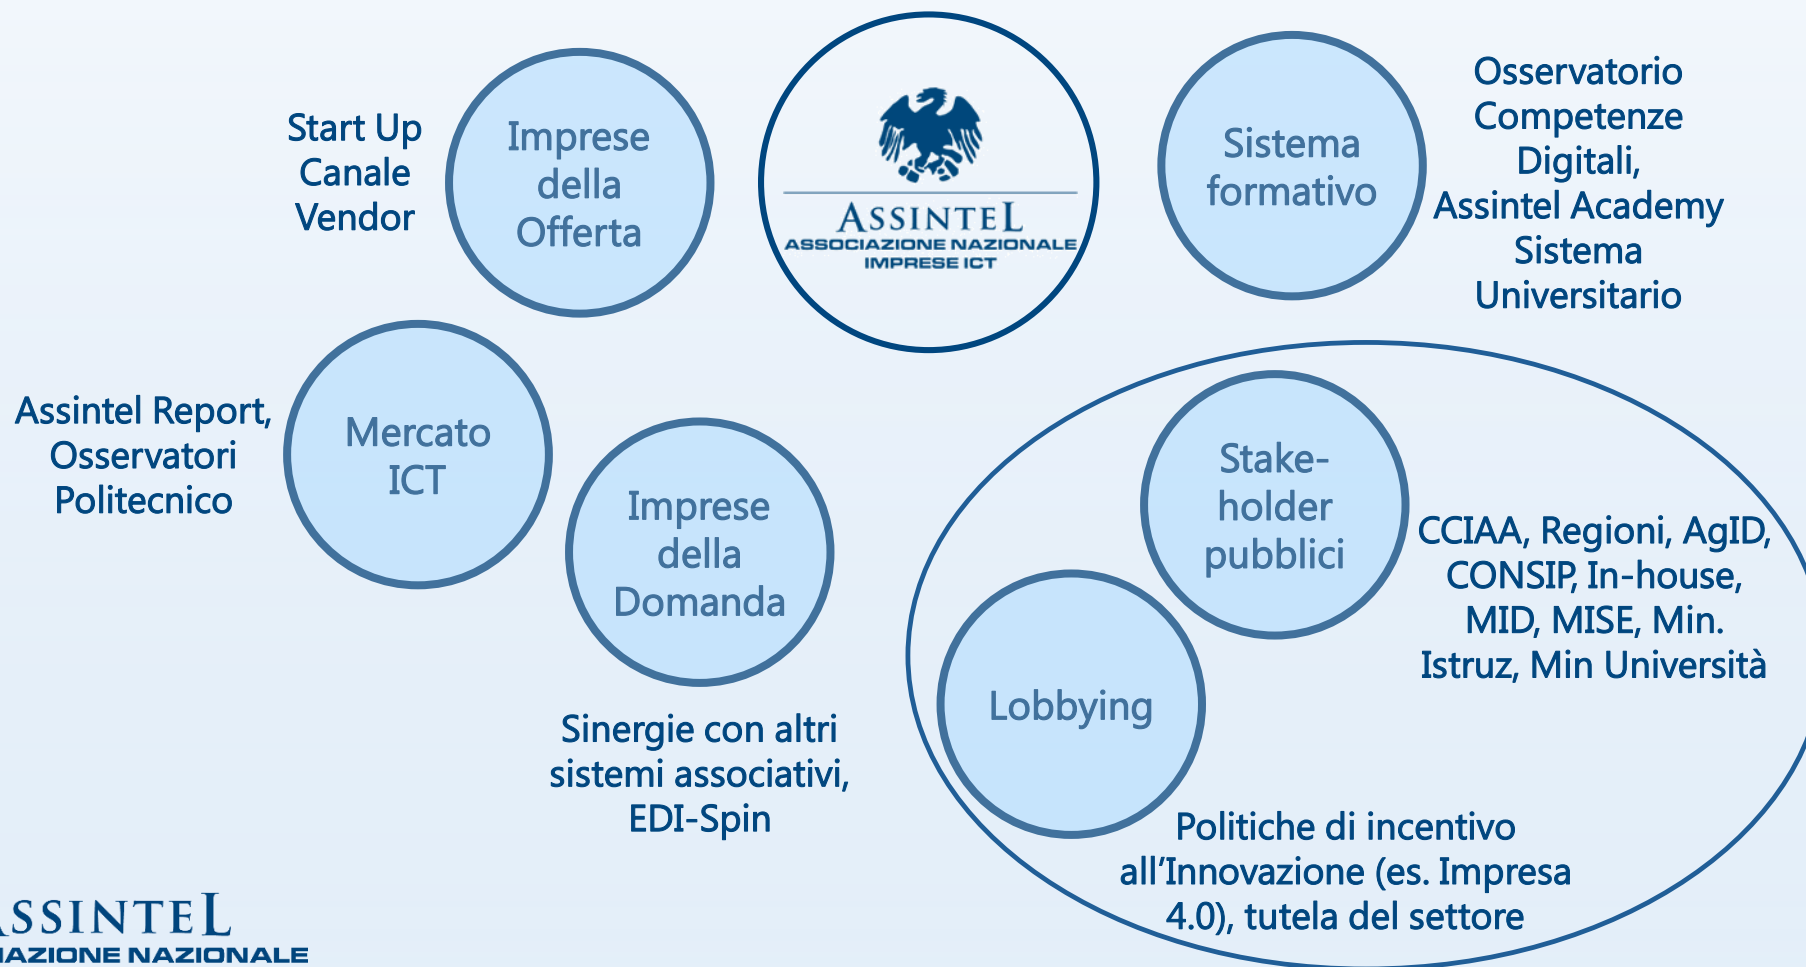 Start Up
Canale
Vendor
Imprese
della
Offerta
ASSINTEL
ASSOCIAZIONE NAZIONALE
IMPRESE ICT
Sistema
formativo
Osservatorio
Competenze
Digitali,
Assintel Academy
Sistema
Universitario
Assintel Report,
Osservatori
Politecnico
Mercato
ICT
Imprese
della
Domanda
Sinergie con altri
sistemi associativi,
EDI-Spin
Stake-
holder
pubblici
CCIAA, Regioni, AgID,
CONSIP, In-house,
MID, MISE, Min.
Istruz, Min Università
Lobbying
Politiche di incentivo
all'Innovazione (es. Impresa
4.0), tutela del settore
ASSINTEL
IAZIONE NAZIONALE